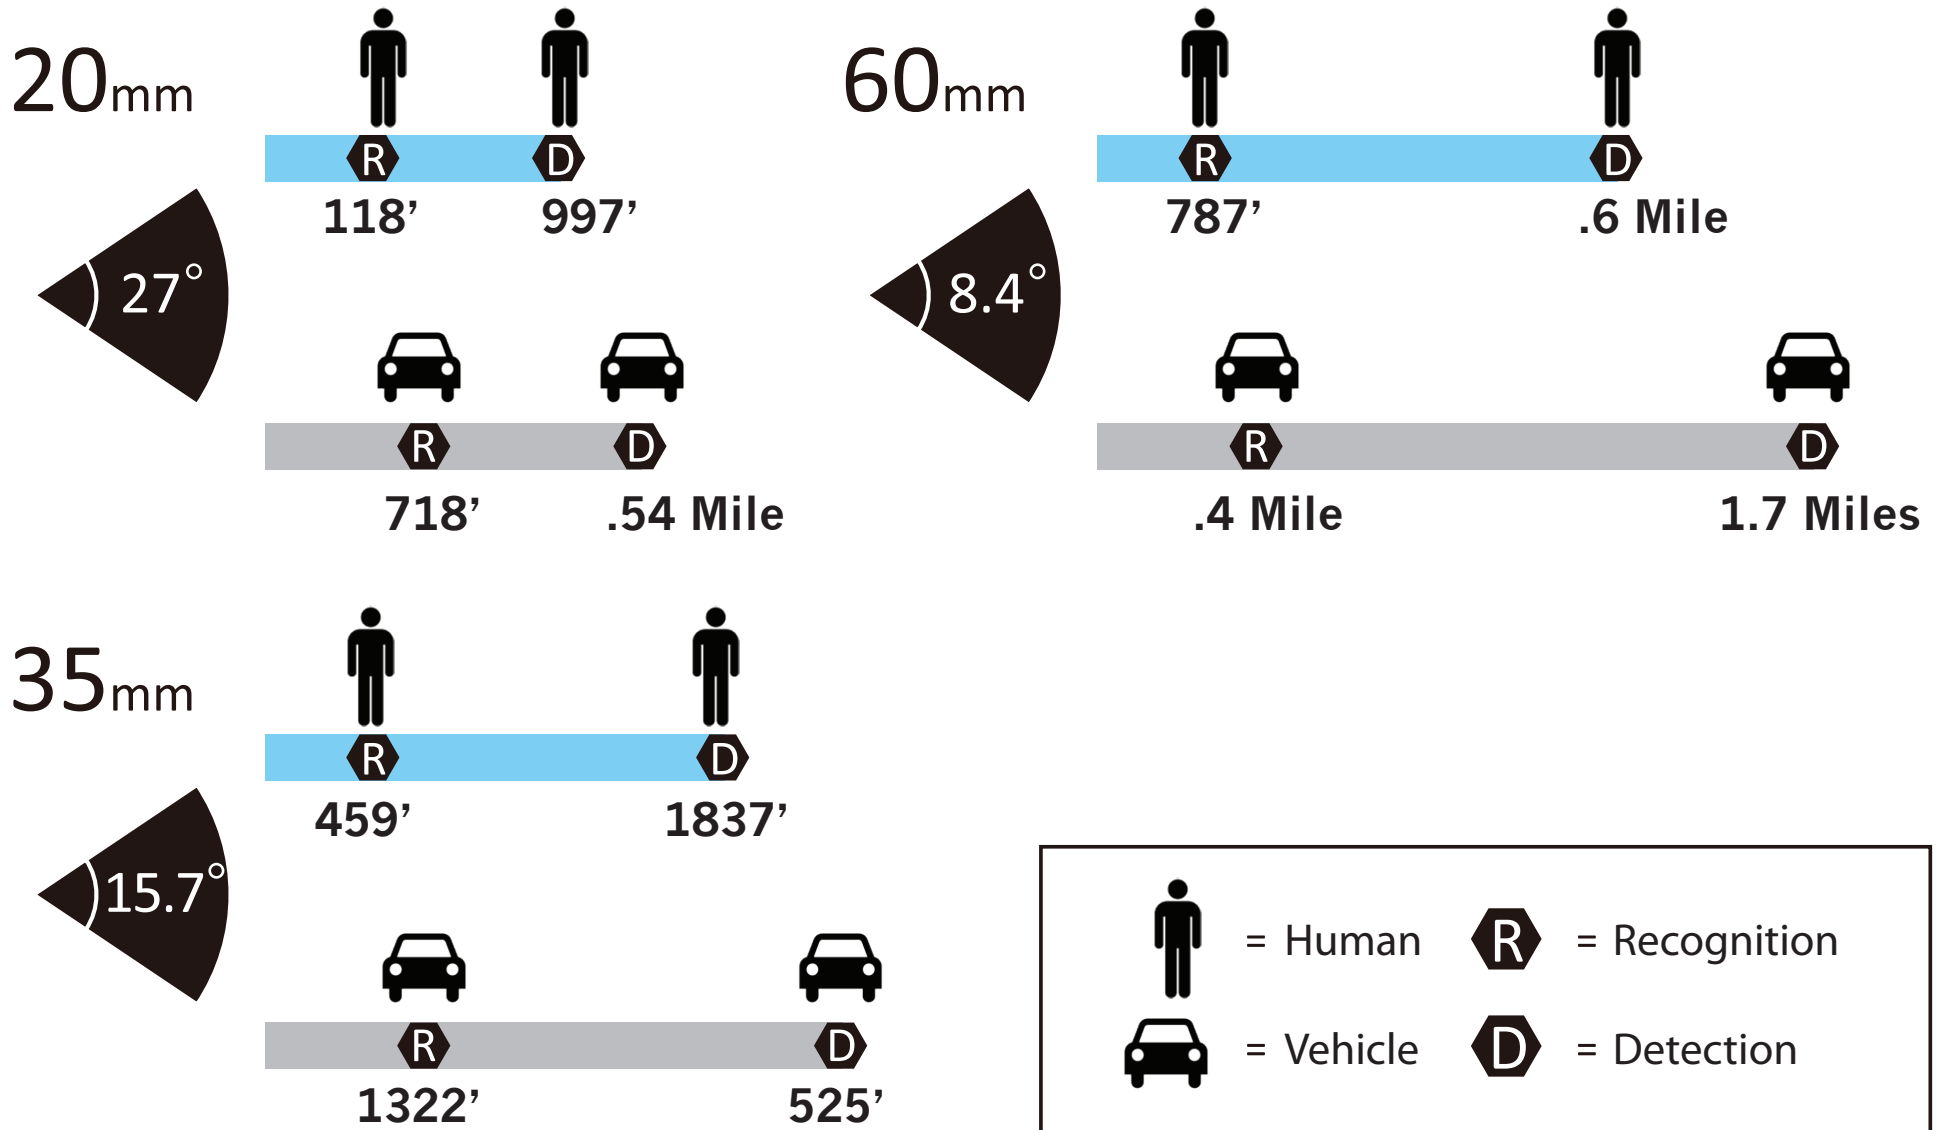 20mm
R D
118’ 997’
27°
R D
718’ .54 Mile
60mm
R D
787’ .6 Mile
8.4°
R D
.4 Mile 1.7 Miles
35mm
R D
459’ 1837’
15.7°
R D
1322’ 525’
= Human R = Recognition
= Vehicle D = Detection